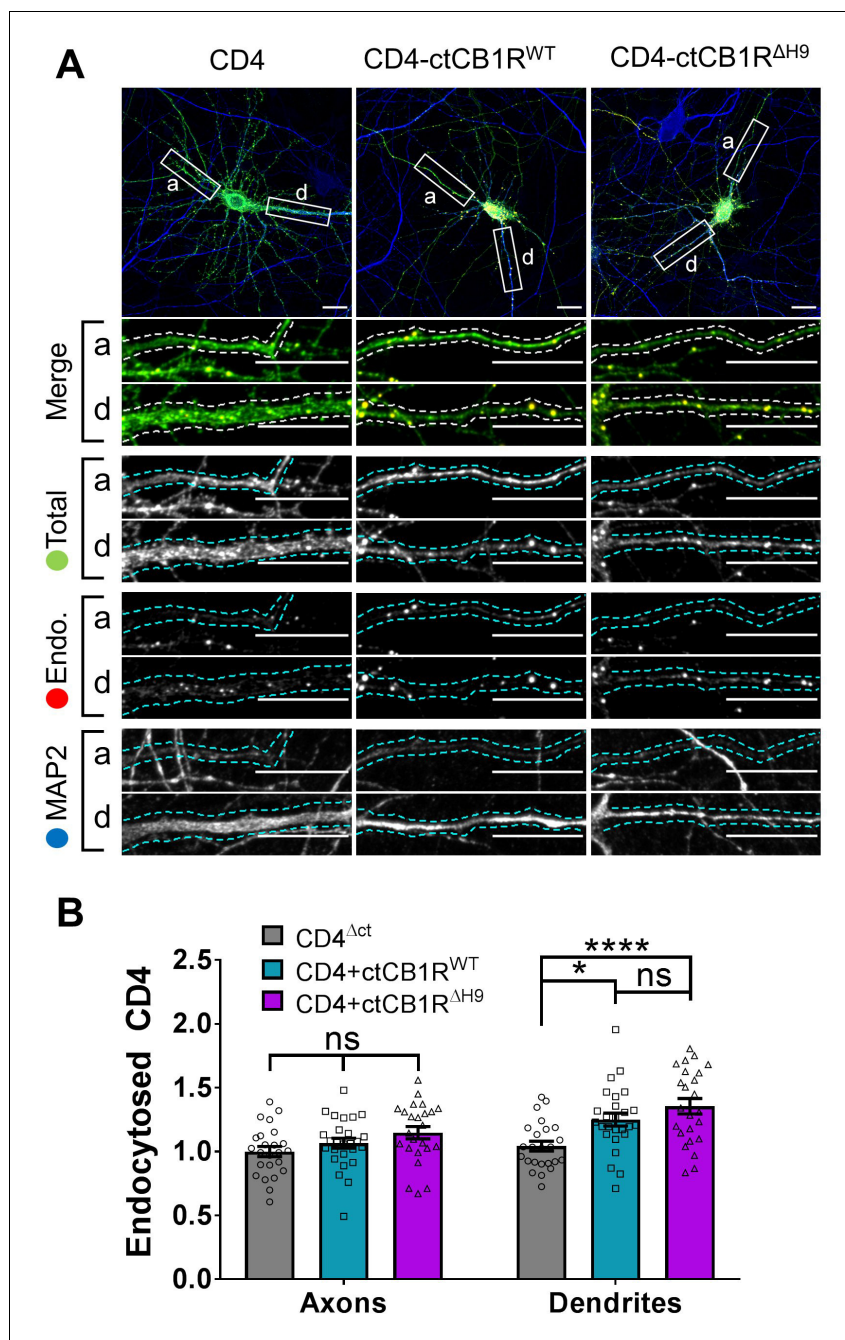 A
CD4 CD4-ctCB1R^WT CD4-ctCB1R^ΔH9
a d a d a d
Merge a
d
Total a
d
Endo. a
d
MAP2 a
d
B
CD4^Δct
CD4+ctCB1R^WT
CD4+ctCB1R^ΔH9
Endocytosed CD4
2.5
2.0
1.5
1.0
0.5
0.0
ns
****
* ns
Axons Dendrites